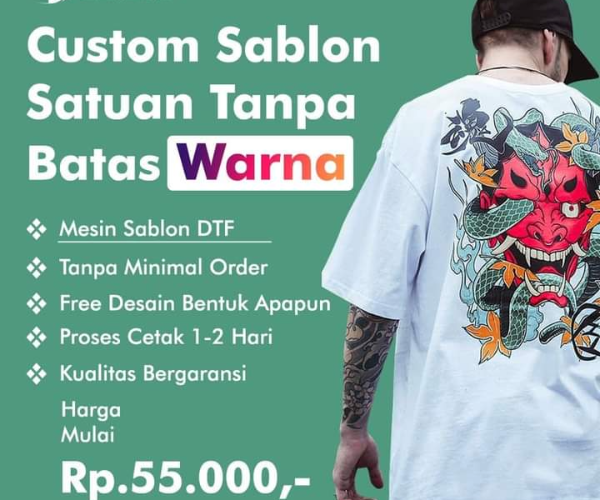 Custom Sablon
Satuan Tanpa
Batas Warna
Mesin Sablon DTF
Tanpa Minimal Order
Free Desain Bentuk Apapun
Proses Cetak 1-2 Hari
Kualitas Bergaransi
Harga
Mulai
Rp.55.000,-